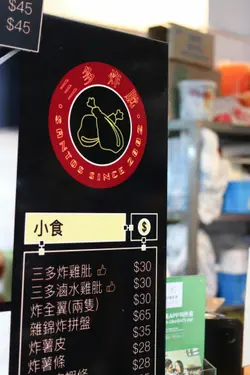 $45
$45
三多炸脾
SANTOS SINCE 2002
小食
$
三多炸雞肶 $30
三多滷水雞肶 $30
炸全翼(兩隻) $30
雜錦炸拼盤 $65
炸薯皮 $35
炸薯條 $28
$28